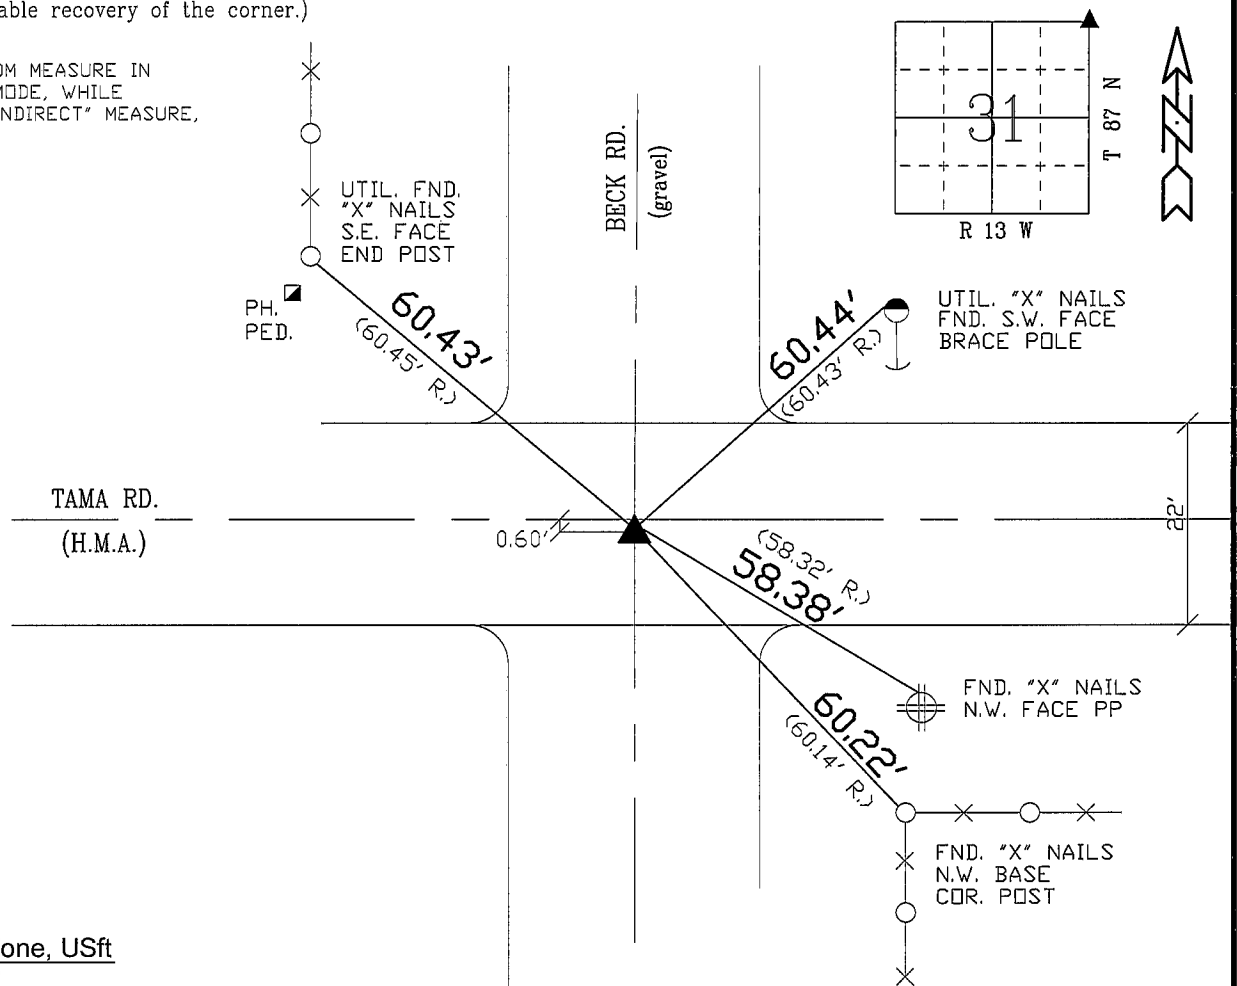 able recovery of the corner.)
OM MEASURE IN
MODE, WHILE
NDIRECT" MEASURE,
UTIL. FND.
"X" NAILS
S.E. FACE
END POST
PH.
PED.
60.43'
(60.45' R.)
BECK RD.
(gravel)
31
T 87 N
R 13 W
N
60.44'
(60.43' R.)
UTIL. "X" NAILS
FND. S.W. FACE
BRACE POLE
TAMA RD.
(H.M.A.)
0.60'
22'
(58.32' R.)
58.38'
FND. "X" NAILS
N.W. FACE PP
60.22'
(60.14' R.)
FND. "X" NAILS
N.W. BASE
COR. POST
one, USft